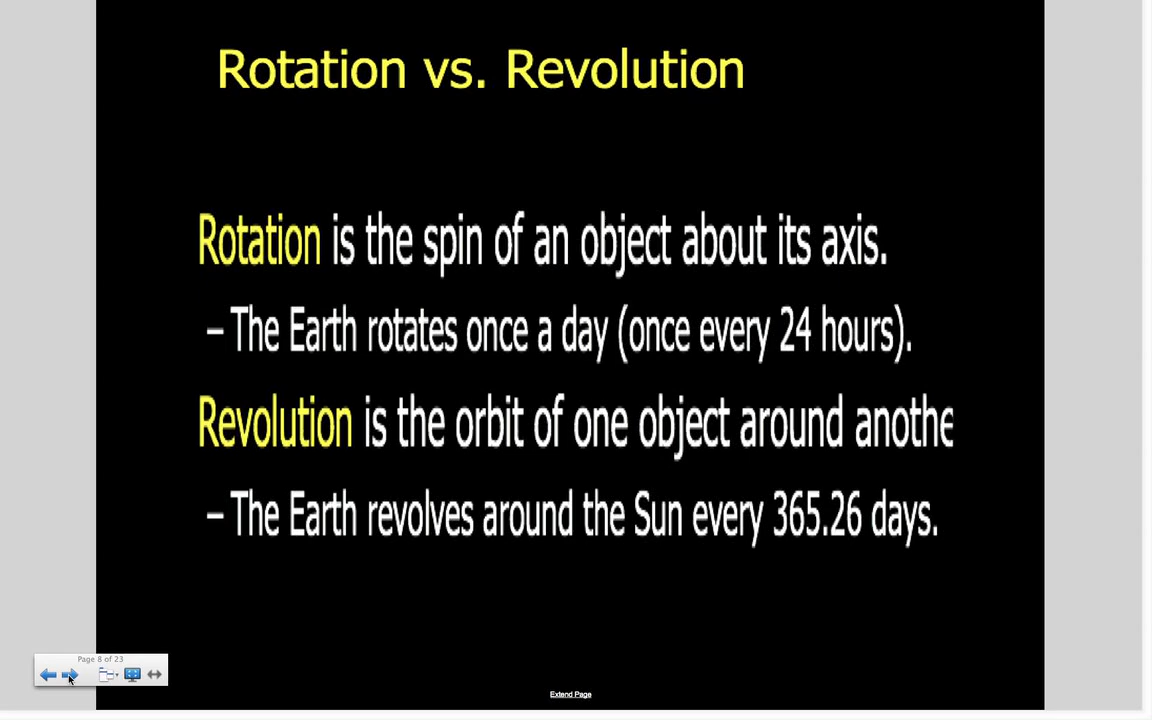 Rotation vs. Revolution
Rotation is the spin of an object about its axis.
– The Earth rotates once a day (once every 24 hours).
Revolution is the orbit of one object around anothe
– The Earth revolves around the Sun every 365.26 days.
Page 8 of 23
Extend Page